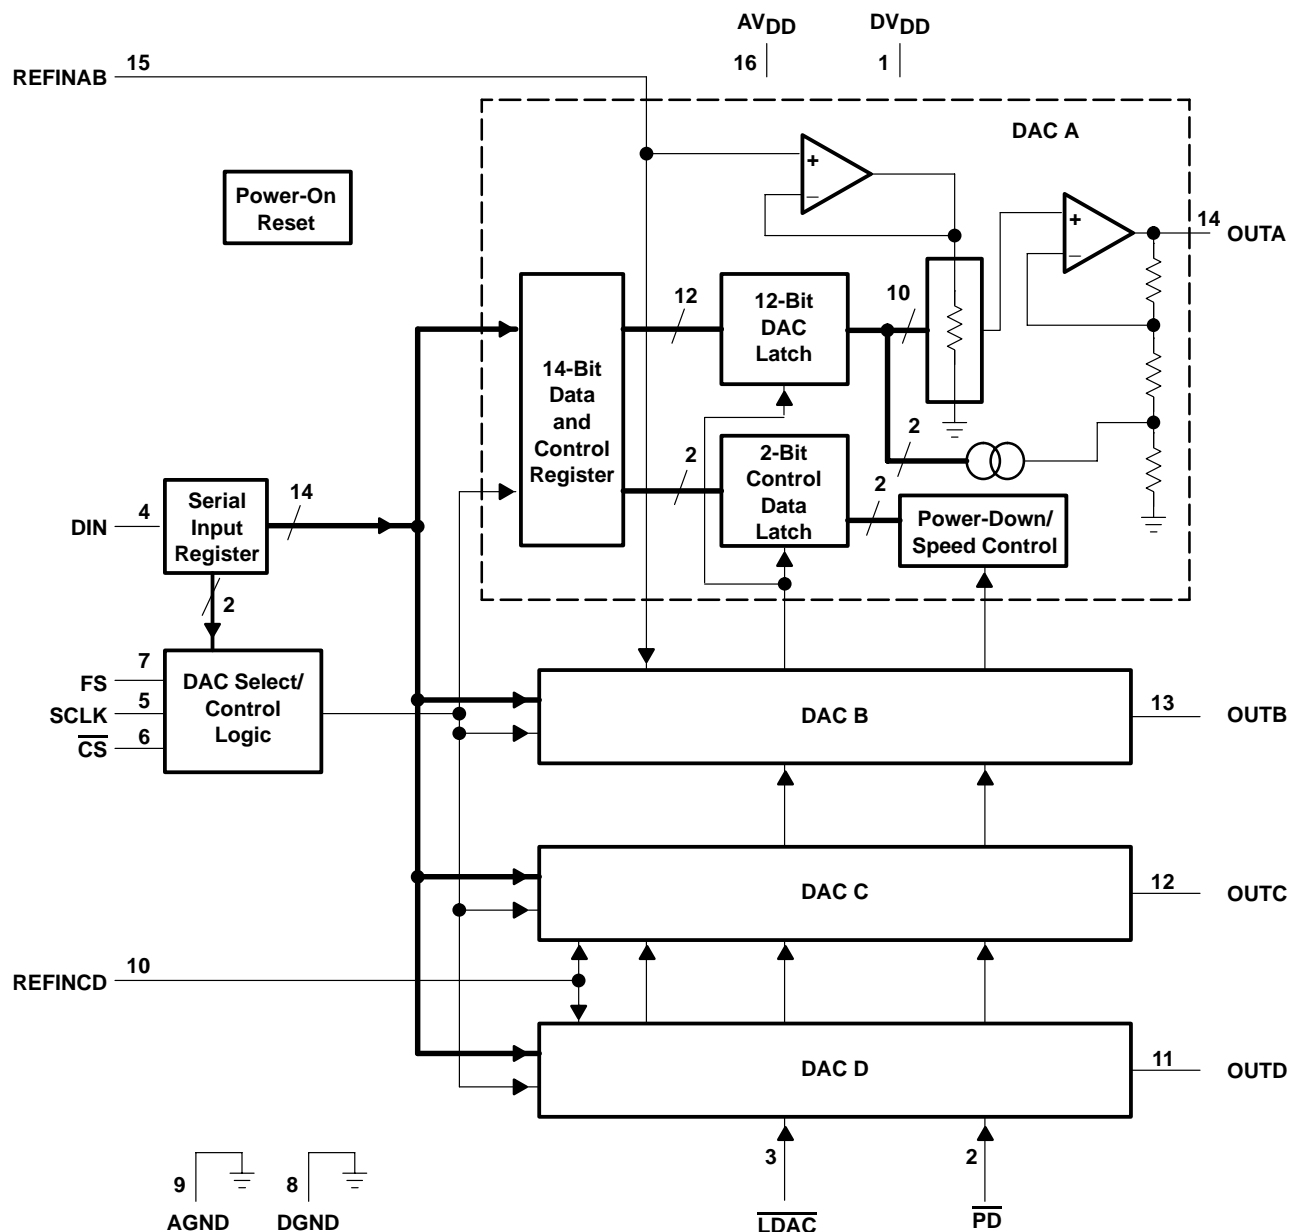 AVDD
DVDD
16
1
REFINAB
15
DAC A
Power-On
Reset
+
−
+
−
14
OUTA
14-Bit
Data
and
Control
Register
12
12-Bit
DAC
Latch
10
2
2-Bit
Control
Data
Latch
2
2
Power-Down/
Speed Control
DIN
4
Serial
Input
Register
14
2
FS
7
SCLK
5
CS
6
DAC Select/
Control
Logic
DAC B
13
OUTB
DAC C
12
OUTC
REFINCD
10
DAC D
11
OUTD
9
AGND
8
DGND
3
LDAC
2
PD